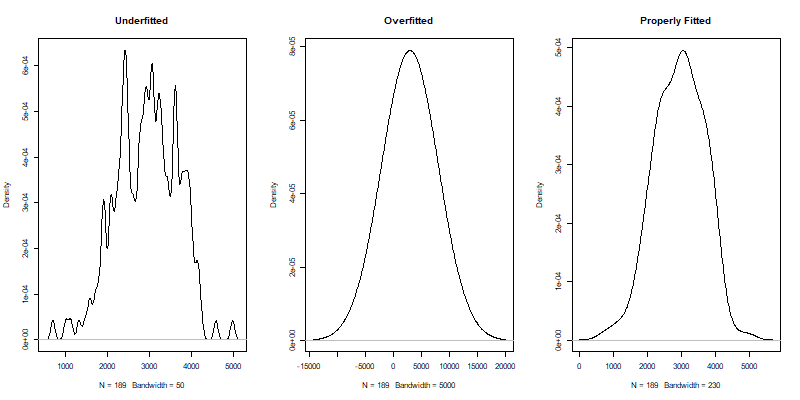 Underfitted
Density
0e+00 1e-04 2e-04 3e-04 4e-04 5e-04 6e-04
1000 2000 3000 4000 5000
N = 189 Bandwidth = 50
Overfitted
Density
0e+00 2e-05 4e-05 6e-05 8e-05
-15000 -5000 0 5000 10000 15000 20000
N = 189 Bandwidth = 5000
Properly Fitted
Density
0e+00 1e-04 2e-04 3e-04 4e-04 5e-04
0 1000 2000 3000 4000 5000
N = 189 Bandwidth = 230